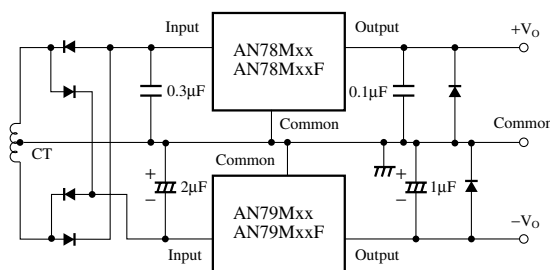 Input
AN78Mxx
AN78MxxF
Output
+VO
0.3μF
0.1μF
Common
Common
CT
Common
+
−
2μF
AN79Mxx
AN79MxxF
+
−
1μF
Input
Output
−VO